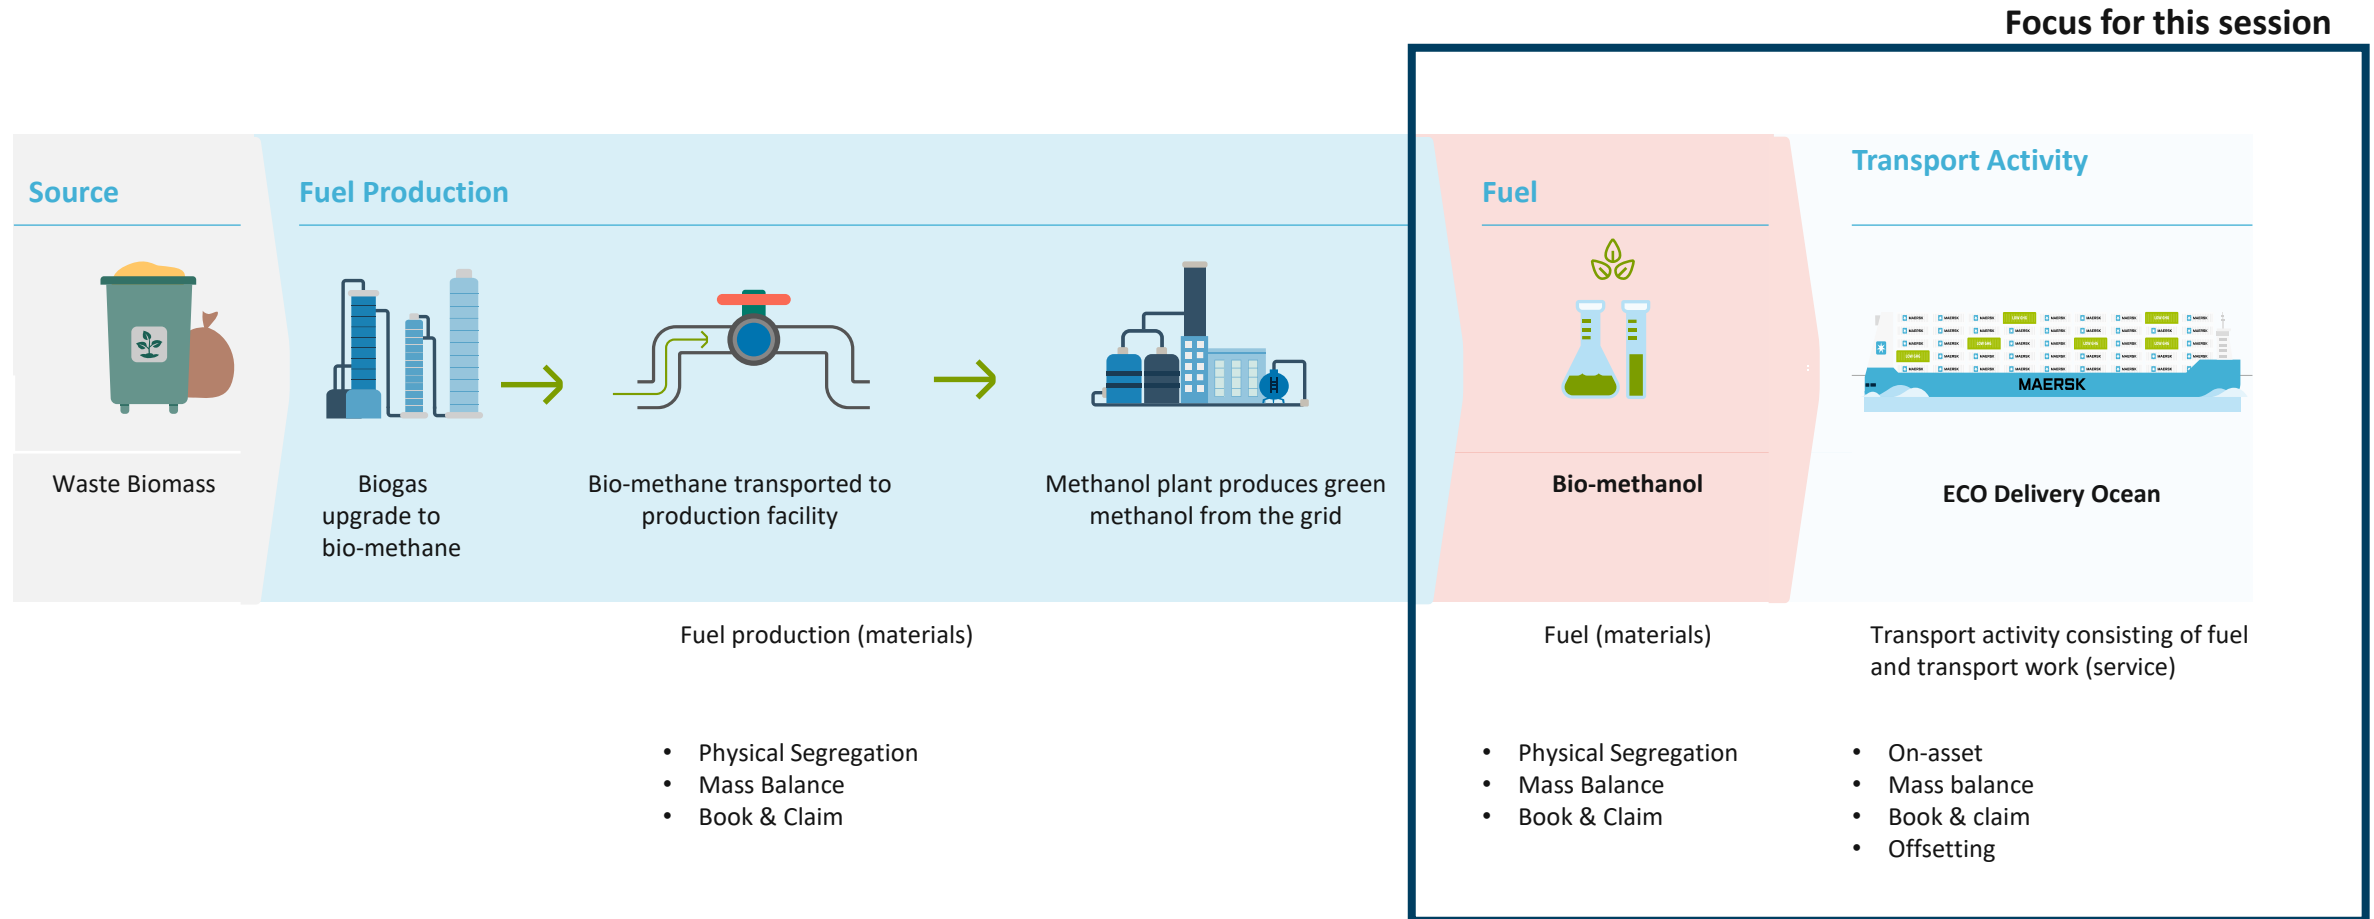 Focus for this session
Source
Fuel Production
Fuel
Transport Activity
MAERSK
Waste Biomass
Biogas
upgrade to
bio-methane
Bio-methane transported to
production facility
Methanol plant produces green
methanol from the grid
Bio-methanol
ECO Delivery Ocean
Fuel production (materials)
Fuel (materials)
Transport activity consisting of fuel
and transport work (service)
• Physical Segregation
• Mass Balance
• Book & Claim
• Physical Segregation
• Mass Balance
• Book & Claim
• On-asset
• Mass balance
• Book & claim
• Offsetting